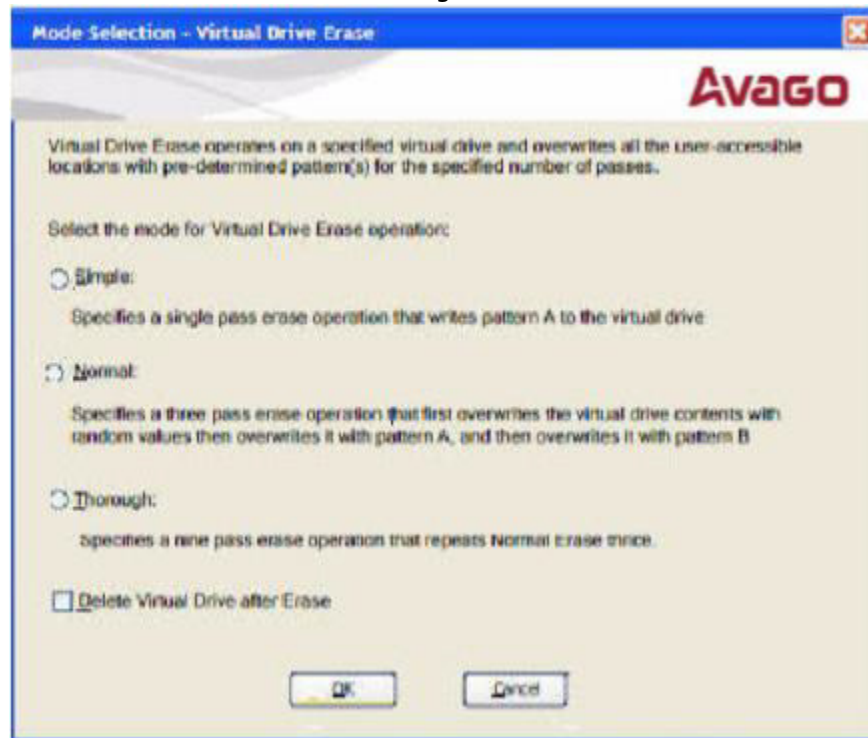 Mode Selection - Virtual Drive Erase
Avago
Virtual Drive Erase operates on a specified virtual drive and overwrites all the user-accessible
locations with pre-determined pattern(s) for the specified number of passes.
Select the mode for Virtual Drive Erase operation:
Simple:
Specifies a single pass erase operation that writes pattern A to the virtual drive
Normal:
Specifies a three pass erase operation that first overwrites the virtual drive contents with
random values then overwrites it with pattern A, and then overwrites it with pattern B
Thorough:
Specifies a nine pass erase operation that repeats Normal Erase thrice.
Delete Virtual Drive after Erase
OK Cancel